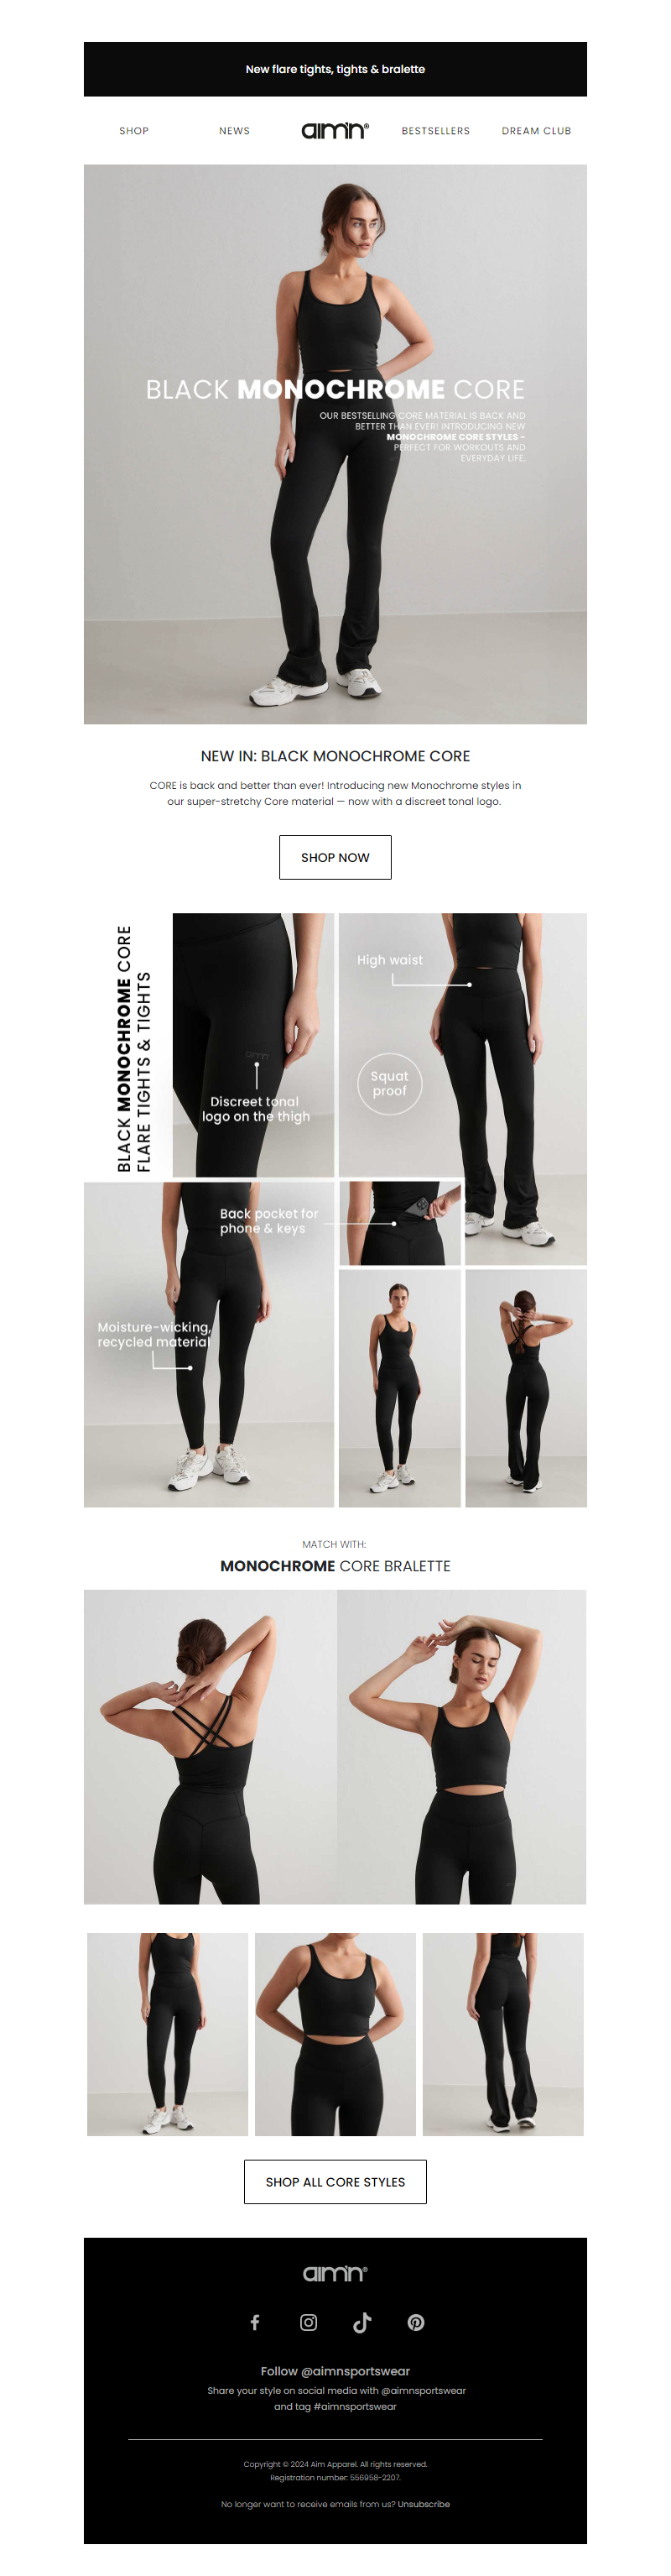 New flare tights, tights & bralette
SHOP
NEWS
aim'n®
BESTSELLERS
DREAM CLUB
BLACK MONOCHROME CORE
OUR BESTSELLING CORE MATERIAL IS BACK AND
BETTER THAN EVER! INTRODUCING NEW
MONOCHROME CORE STYLES -
PERFECT FOR WORKOUTS AND
EVERYDAY LIFE.
NEW IN: BLACK MONOCHROME CORE
CORE is back and better than ever! Introducing new Monochrome styles in
our super-stretchy Core material — now with a discreet tonal logo.
SHOP NOW
BLACK MONOCHROME CORE
FLARE TIGHTS & TIGHTS
aim'n
Discreet tonal
logo on the thigh
High waist
Squat
proof
Back pocket for
phone & keys
Moisture-wicking,
recycled material
MATCH WITH:
MONOCHROME CORE BRALETTE
SHOP ALL CORE STYLES
aim'n®
Follow @aimnsportswear
Share your style on social media with @aimnsportswear
and tag #aimnsportswear
Copyright © 2024 Aim Apparel. All rights reserved.
Registration number: 556958-2207.
No longer want to receive emails from us? Unsubscribe